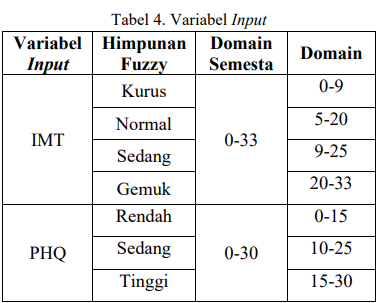 Tabel 4. Variabel Input
Variabel Input Himpunan Fuzzy Domain Semesta Domain
IMT Kurus 0-33 0-9
Normal 5-20
Sedang 9-25
Gemuk 20-33
PHQ Rendah 0-30 0-15
Sedang 10-25
Tinggi 15-30